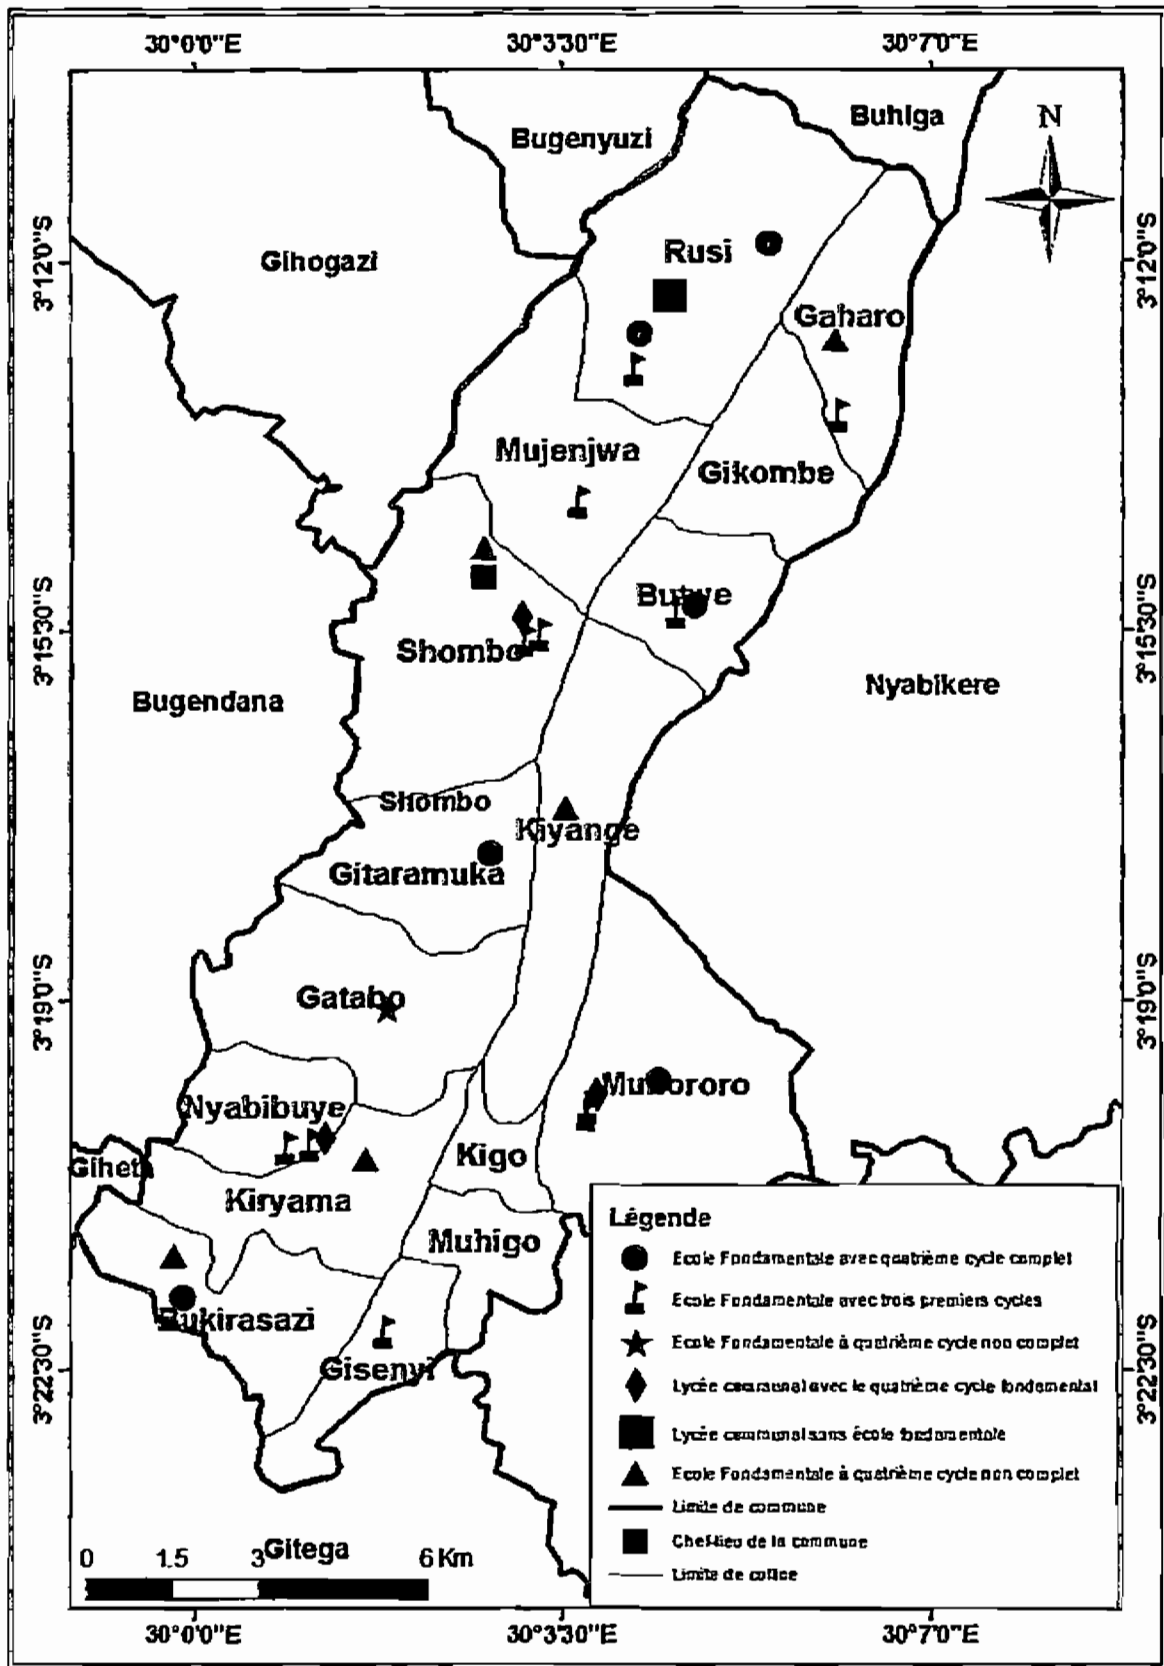 30°0'0"E 30°3'30"E 30°7'0"E
Buhiga
N
Bugenyuzi
Rusi
3°12'0"S 3°12'0"S
Gihogazi
Gaharo
Mujenjwa
Gikombe
Butwe
3°15'30"S 3°15'30"S
Shombo
Nyabikere
Bugendana
Shombo
Kiyange
Gitaramuka
Gatabo
3°19'0"S 3°19'0"S
Muhororo
Nyabibuye
Kigo
Giheta
Kiryama
Muhigo
Bukirasazi
Gisenyi
3°22'30"S 3°22'30"S
Légende
Ecole Fondamentale avec quatrième cycle complet
Ecole Fondamentale avec trois premiers cycles
Ecole Fondamentale à quatrième cycle non complet
Lycée communal avec le quatrième cycle fondamental
Lycée communal sans école fondamentale
Ecole Fondamentale à quatrième cycle non complet
Limite de commune
Chef-lieu de la commune
Limite de colline
Gitega
0 1.5 3 6 Km
30°0'0"E 30°3'30"E 30°7'0"E